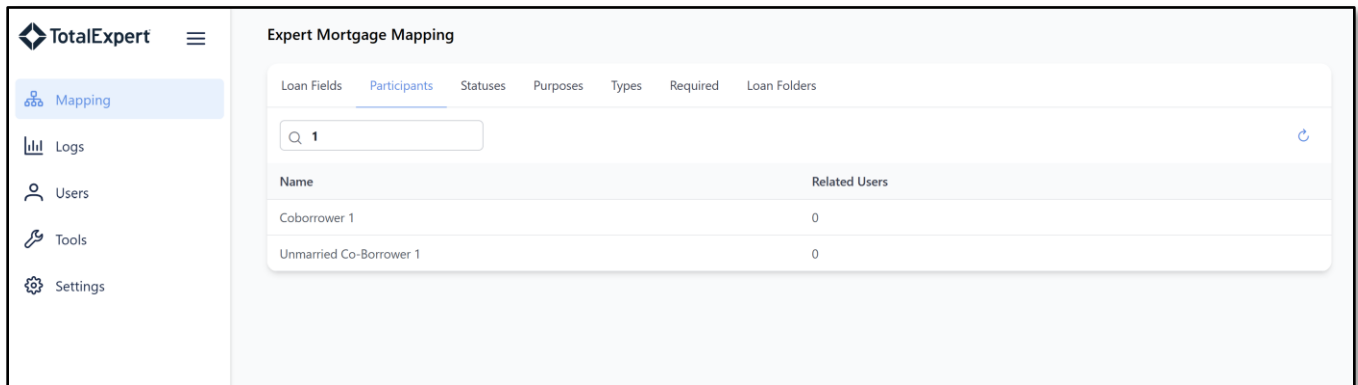 TotalExpert
Mapping
Logs
Users
Tools
Settings
Expert Mortgage Mapping
Loan Fields Participants Statuses Purposes Types Required Loan Folders
1
Name Related Users
Coborrower 1 0
Unmarried Co-Borrower 1 0